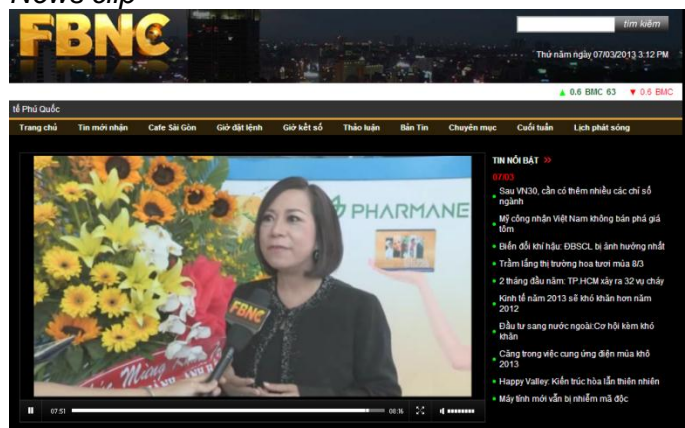 News clip
FBNC
tìm kiếm
Thứ năm ngày 07/03/2013 3:12 PM
▲ 0.6 BMC 63 ▼ 0.6 BMC
tế Phú Quốc
Trang chủ Tin mới nhận Cafe Sài Gòn Giờ đặt lệnh Giờ kết số Thảo luận Bản Tin Chuyên mục Cuối tuần Lịch phát sóng
PHARMANE
FBNC
Mừng
TIN NỔI BẬT »
07/03
Sau VN30, cần có thêm nhiều các chỉ số
ngành
Mỹ công nhận Việt Nam không bán phá giá
tôm
Biến đổi khí hậu: ĐBSCL bị ảnh hưởng nhất
Trầm lắng thị trường hoa tươi mùa 8/3
2 tháng đầu năm: TP.HCM xảy ra 32 vụ cháy
Kinh tế năm 2013 sẽ khó khăn hơn năm
2012
Đầu tư sang nước ngoài:Cơ hội kèm khó
khăn
Căng trong việc cung ứng điện mùa khô
2013
Happy Valley: Kiến trúc hòa lẫn thiên nhiên
Máy tính mới vẫn bị nhiễm mã độc
07:51 08:16